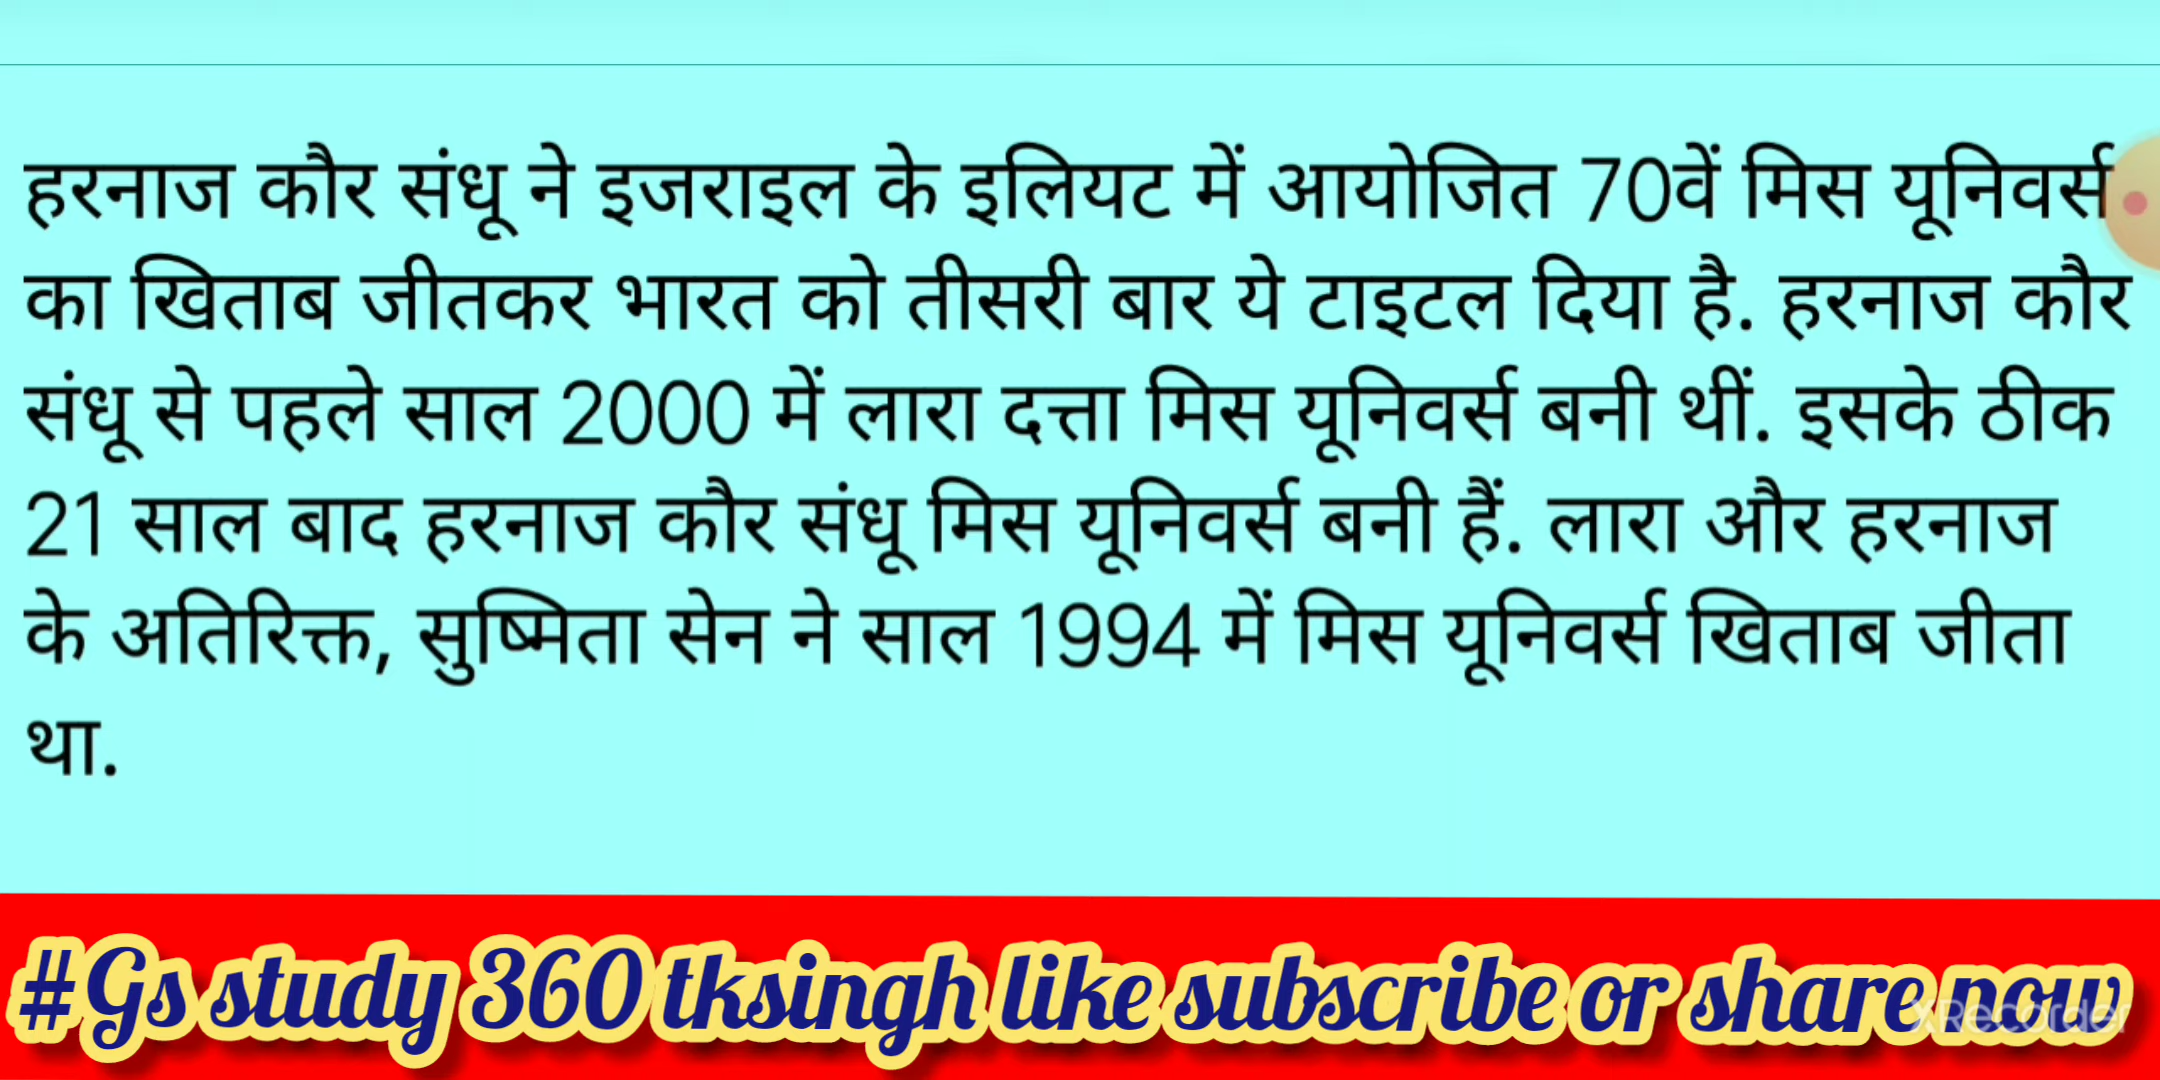 हरनाज कौर संधू ने इजराइल के इलियट में आयोजित 70वें मिस यूनिवर्स
का खिताब जीतकर भारत को तीसरी बार ये टाइटल दिया है. हरनाज कौर
संधू से पहले साल 2000 में लारा दत्ता मिस यूनिवर्स बनी थीं. इसके ठीक
21 साल बाद हरनाज कौर संधू मिस यूनिवर्स बनी हैं. लारा और हरनाज
के अतिरिक्त, सुष्मिता सेन ने साल 1994 में मिस यूनिवर्स खिताब जीता
था.
#Gs study 360 tksingh like subscribe or share now
XRecorder